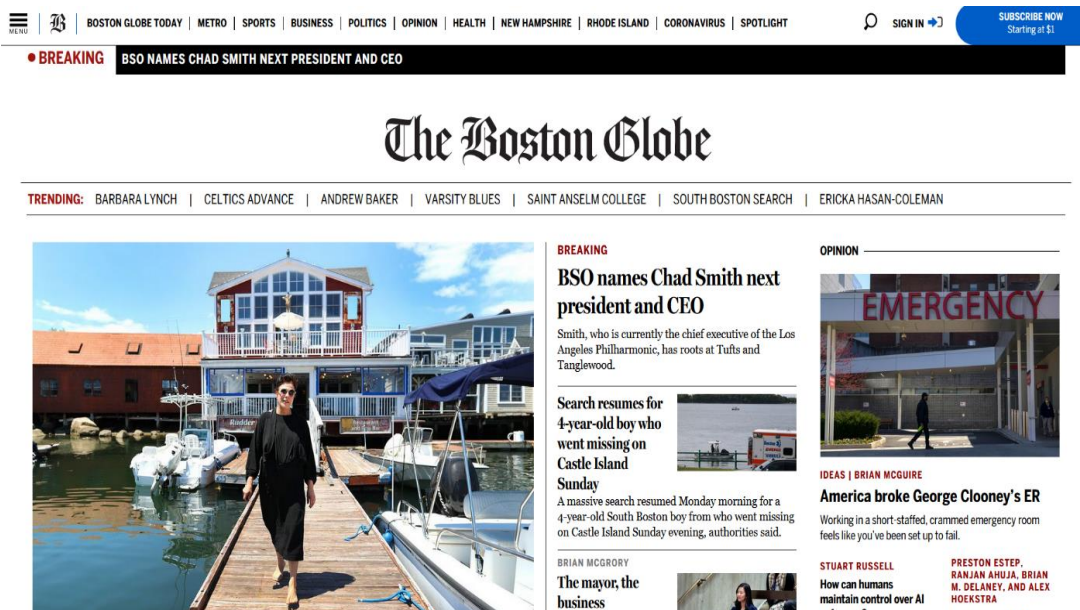 MENU
B
BOSTON GLOBE TODAY | METRO | SPORTS | BUSINESS | POLITICS | OPINION | HEALTH | NEW HAMPSHIRE | RHODE ISLAND | CORONAVIRUS | SPOTLIGHT
SIGN IN
SUBSCRIBE NOW
Starting at $1
BREAKING
BSO NAMES CHAD SMITH NEXT PRESIDENT AND CEO
The Boston Globe
TRENDING: BARBARA LYNCH | CELTICS ADVANCE | ANDREW BAKER | VARSITY BLUES | SAINT ANSELM COLLEGE | SOUTH BOSTON SEARCH | ERICKA HASAN-COLEMAN
BREAKING
BSO names Chad Smith next
president and CEO
Smith, who is currently the chief executive of the Los
Angeles Philharmonic, has roots at Tufts and
Tanglewood.
Search resumes for
4-year-old boy who
went missing on
Castle Island
Sunday
A massive search resumed Monday morning for a
4-year-old South Boston boy from who went missing
on Castle Island Sunday evening, authorities said.
BRIAN MCGRORY
The mayor, the
business
OPINION
EMERGENCY
IDEAS | BRIAN MCGUIRE
America broke George Clooney's ER
Working in a short-staffed, crammed emergency room
feels like you've been set up to fail.
STUART RUSSELL
How can humans
maintain control over AI
PRESTON ESTEP,
RANJAN AHUJA, BRIAN
M. DELANEY, AND ALEX
HOEKSTRA